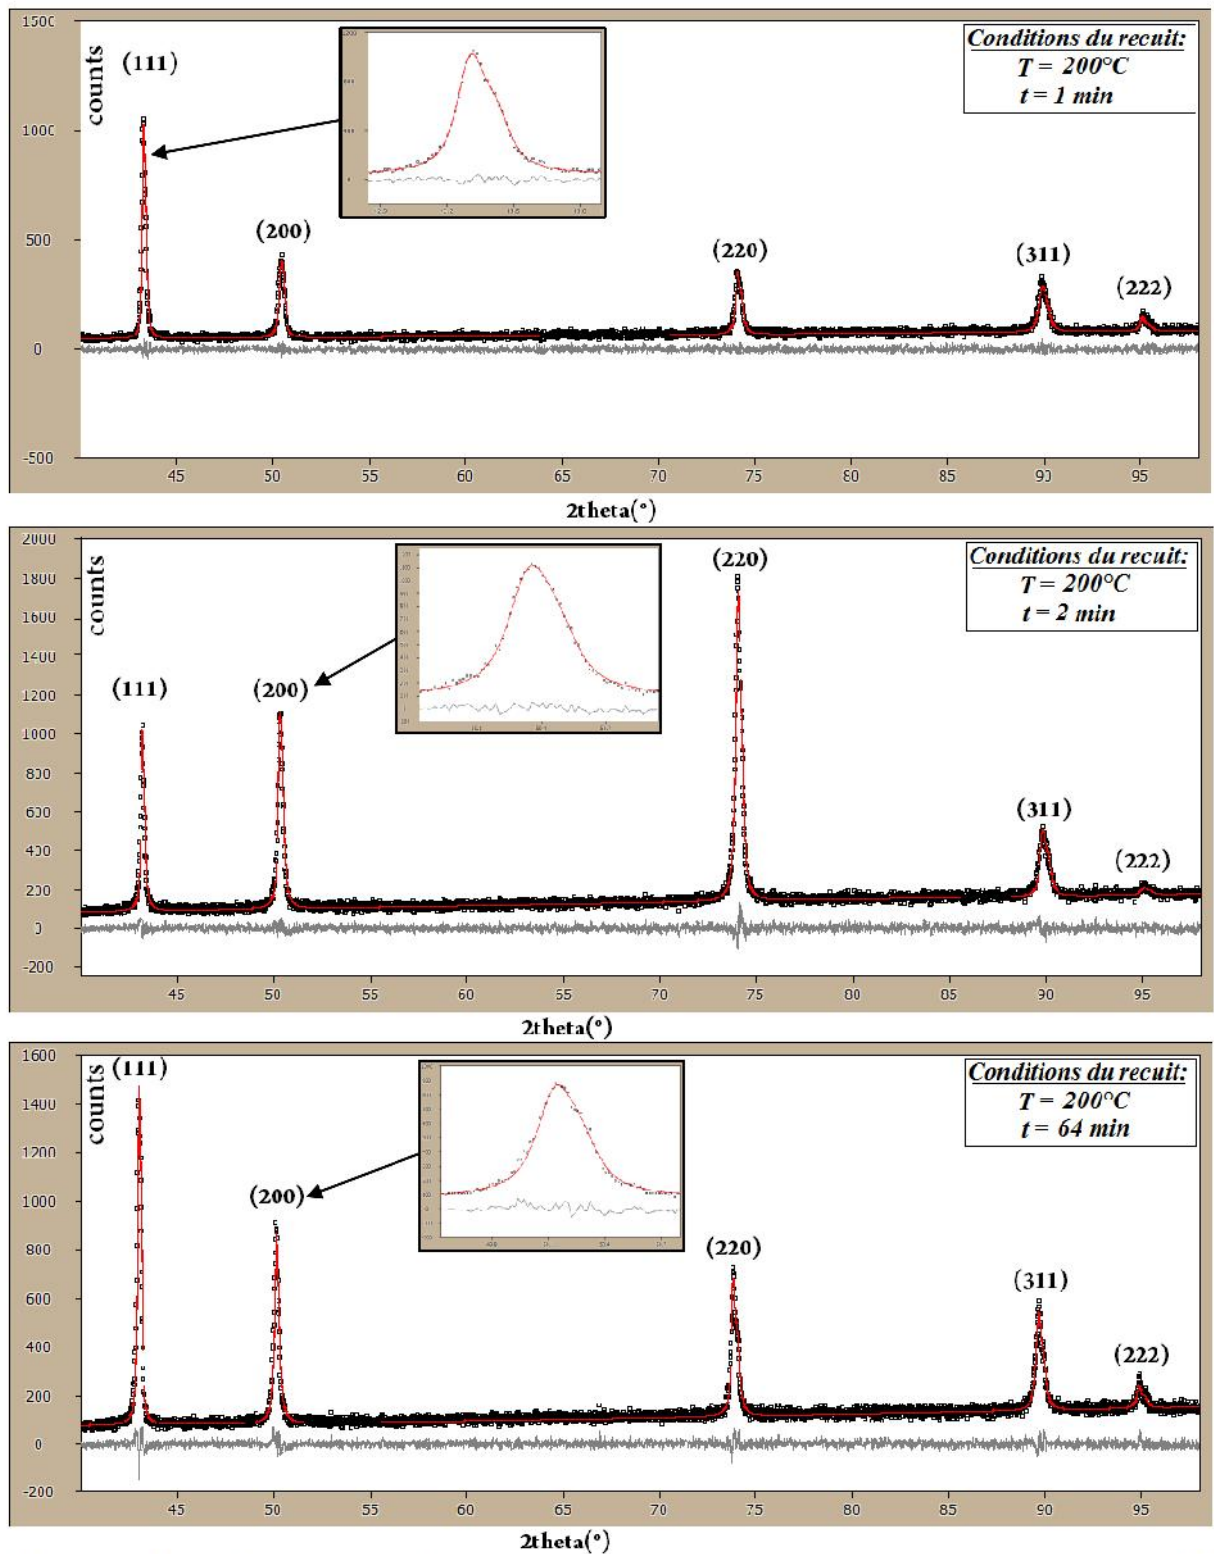 1500
counts
(111)
Conditions du recuit:
T = 200°C
t = 1 min
1000
500
(200)
(220)
(311)
(222)
0
-500
45 50 55 60 65 70 75 80 85 90 95
2theta(°)
2000
counts
(220)
Conditions du recuit:
T = 200°C
t = 2 min
1800
1600
1400
1200
(111)
(200)
1000
800
600
(311)
400
(222)
200
0
-200
45 50 55 60 65 70 75 80 85 90 95
2theta(°)
1600
counts
(111)
Conditions du recuit:
T = 200°C
t = 64 min
1400
1200
(200)
1000
800
(220)
600
(311)
400
(222)
200
0
-200
45 50 55 60 65 70 75 80 85 90 95
2theta(°)